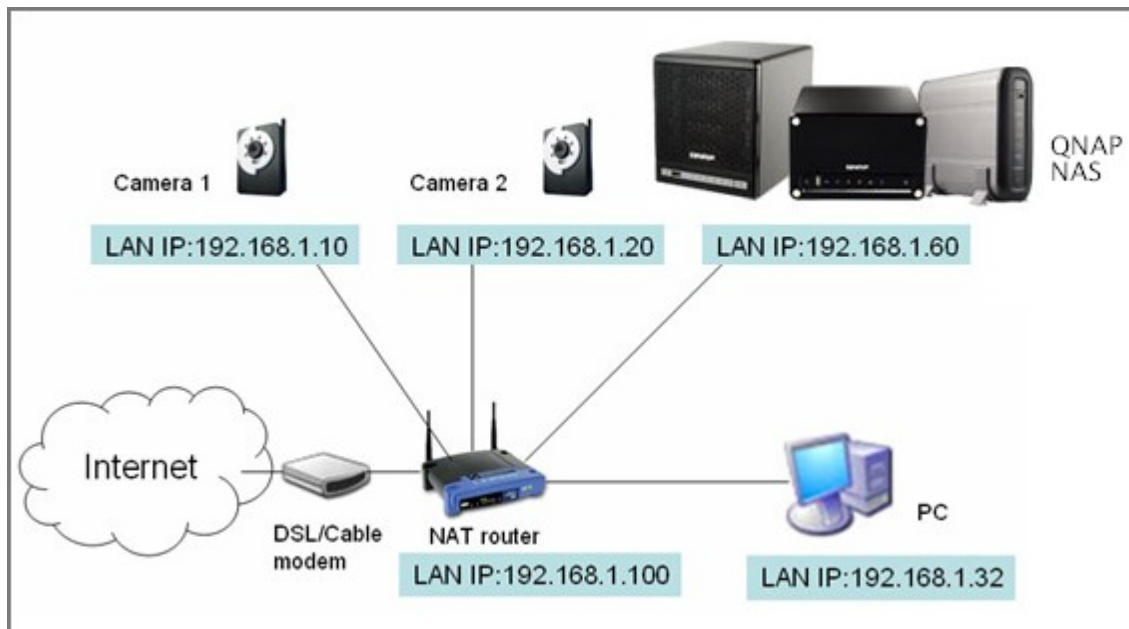 Camera 1
Camera 2
QNAP
NAS
LAN IP:192.168.1.10
LAN IP:192.168.1.20
LAN IP:192.168.1.60
Internet
DSL/Cable
modem
NAT router
LAN IP:192.168.1.100
PC
LAN IP:192.168.1.32